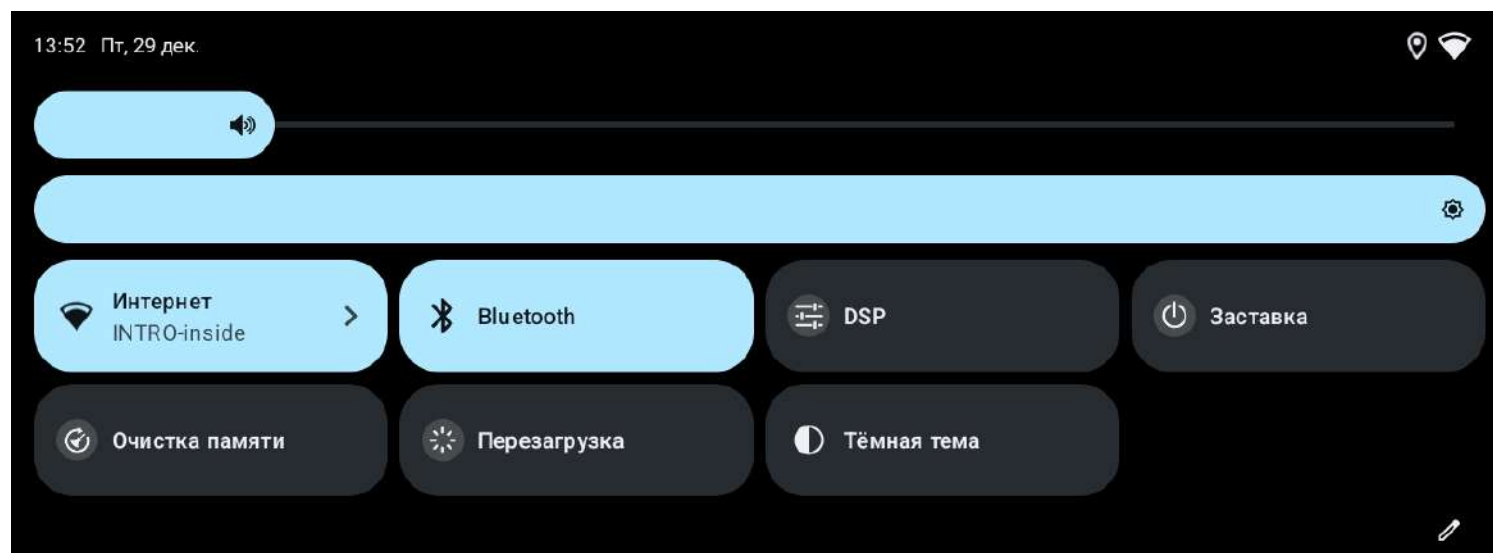 13:52 Пт, 29 дек.
Интернет
INTRO-inside
Bluetooth
DSP
Заставка
Очистка памяти
Перезагрузка
Тёмная тема